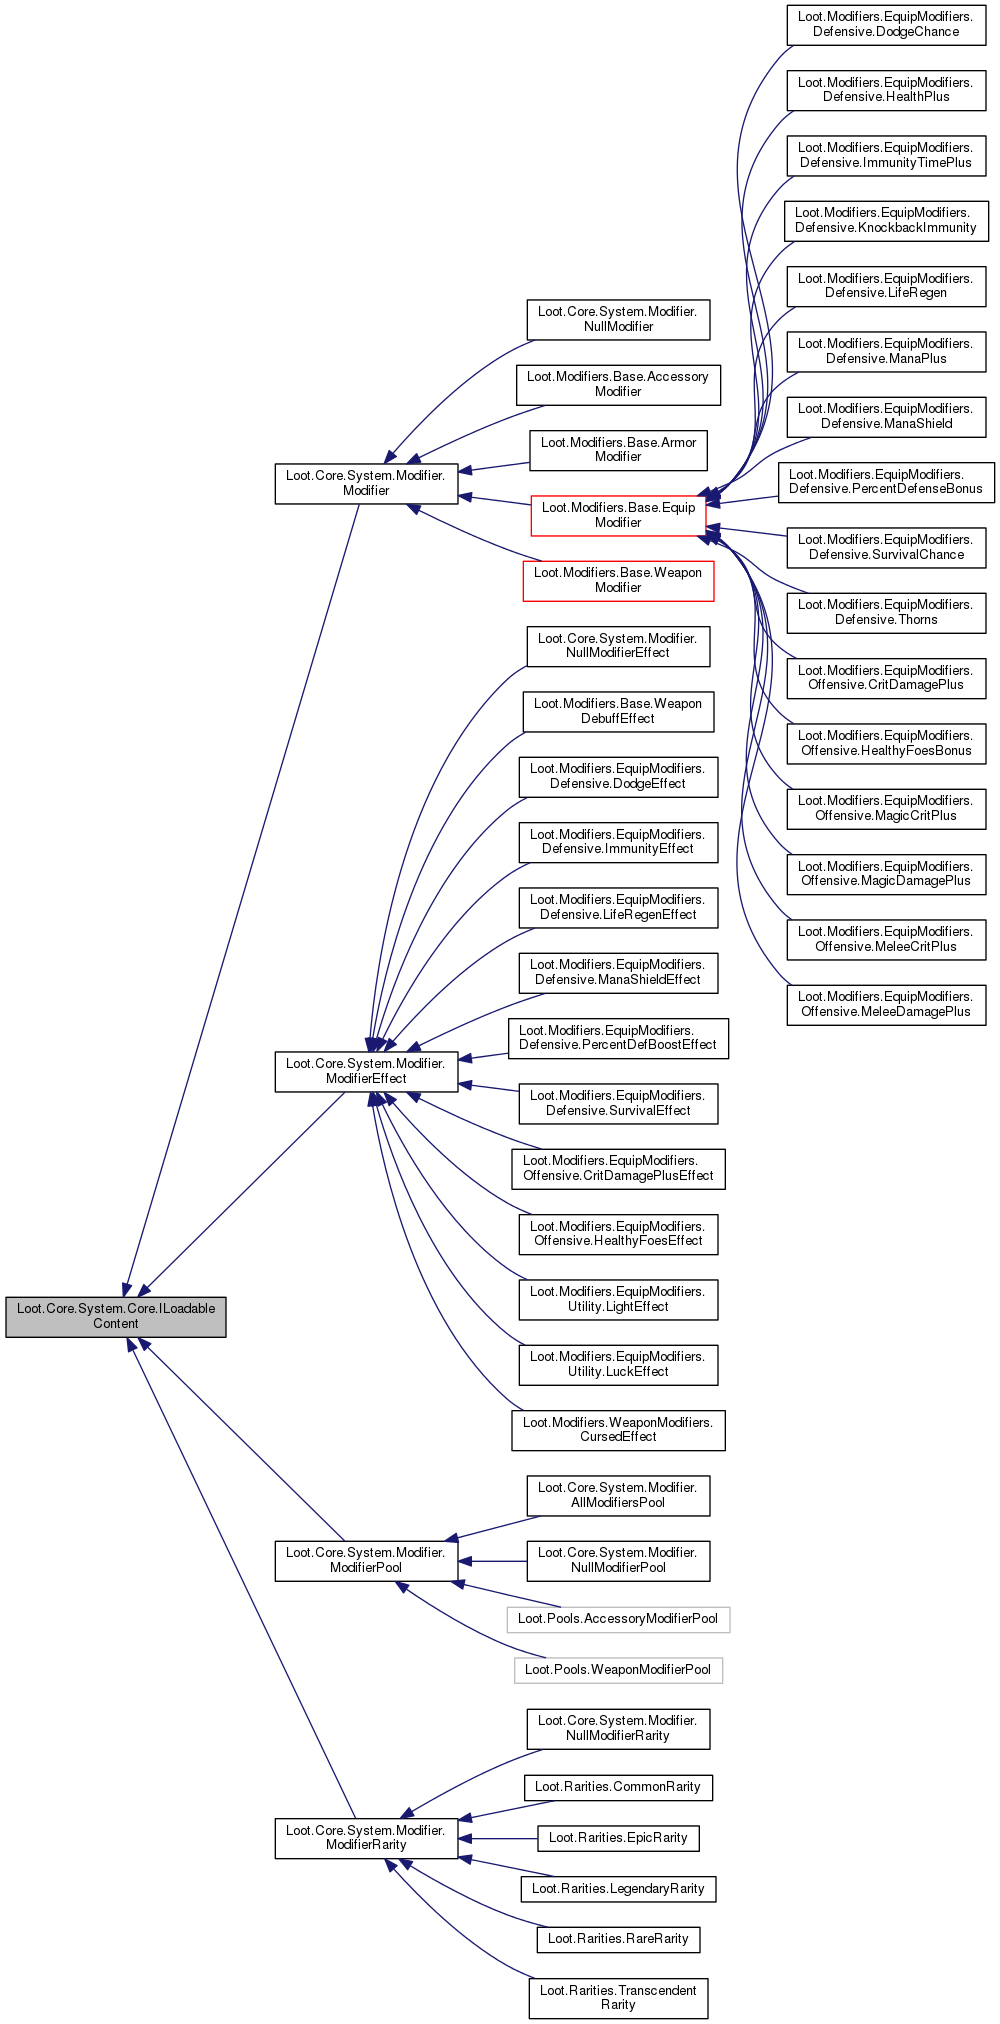 Loot.Modifiers.EquipModifiers.
Defensive.DodgeChance
Loot.Modifiers.EquipModifiers.
Defensive.HealthPlus
Loot.Modifiers.EquipModifiers.
Defensive.ImmunityTimePlus
Loot.Modifiers.EquipModifiers.
Defensive.KnockbackImmunity
Loot.Modifiers.EquipModifiers.
Defensive.LifeRegen
Loot.Modifiers.EquipModifiers.
Defensive.ManaPlus
Loot.Modifiers.EquipModifiers.
Defensive.ManaShield
Loot.Modifiers.EquipModifiers.
Defensive.PercentDefenseBonus
Loot.Modifiers.EquipModifiers.
Defensive.SurvivalChance
Loot.Modifiers.EquipModifiers.
Defensive.Thorns
Loot.Modifiers.EquipModifiers.
Offensive.CritDamagePlus
Loot.Modifiers.EquipModifiers.
Offensive.HealthyFoesBonus
Loot.Modifiers.EquipModifiers.
Offensive.MagicCritPlus
Loot.Modifiers.EquipModifiers.
Offensive.MagicDamagePlus
Loot.Modifiers.EquipModifiers.
Offensive.MeleeCritPlus
Loot.Modifiers.EquipModifiers.
Offensive.MeleeDamagePlus
Loot.Core.System.Modifier.
NullModifier
Loot.Modifiers.Base.Accessory
Modifier
Loot.Modifiers.Base.Armor
Modifier
Loot.Modifiers.Base.Equip
Modifier
Loot.Modifiers.Base.Weapon
Modifier
Loot.Core.System.Modifier.
Modifier
Loot.Core.System.Modifier.
NullModifierEffect
Loot.Modifiers.Base.Weapon
DebuffEffect
Loot.Modifiers.EquipModifiers.
Defensive.DodgeEffect
Loot.Modifiers.EquipModifiers.
Defensive.ImmunityEffect
Loot.Modifiers.EquipModifiers.
Defensive.LifeRegenEffect
Loot.Modifiers.EquipModifiers.
Defensive.ManaShieldEffect
Loot.Modifiers.EquipModifiers.
Defensive.PercentDefBoostEffect
Loot.Modifiers.EquipModifiers.
Defensive.SurvivalEffect
Loot.Modifiers.EquipModifiers.
Offensive.CritDamagePlusEffect
Loot.Modifiers.EquipModifiers.
Offensive.HealthyFoesEffect
Loot.Modifiers.EquipModifiers.
Utility.LightEffect
Loot.Modifiers.EquipModifiers.
Utility.LuckEffect
Loot.Modifiers.WeaponModifiers.
CursedEffect
Loot.Core.System.Modifier.
ModifierEffect
Loot.Core.System.Core.ILoadable
Content
Loot.Core.System.Modifier.
AllModifiersPool
Loot.Core.System.Modifier.
NullModifierPool
Loot.Pools.AccessoryModifierPool
Loot.Pools.WeaponModifierPool
Loot.Core.System.Modifier.
ModifierPool
Loot.Core.System.Modifier.
NullModifierRarity
Loot.Rarities.CommonRarity
Loot.Rarities.EpicRarity
Loot.Rarities.LegendaryRarity
Loot.Rarities.RareRarity
Loot.Rarities.Transcendent
Rarity
Loot.Core.System.Modifier.
ModifierRarity